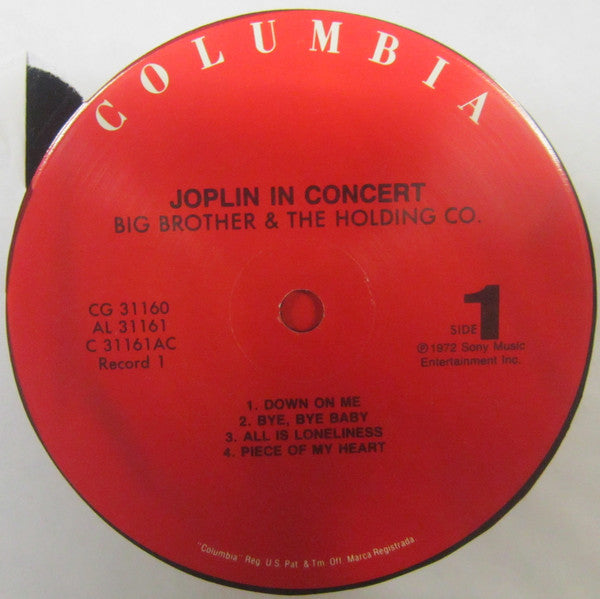 COLUMBIA
JOPLIN IN CONCERT
BIG BROTHER & THE HOLDING CO.
CG 31160
AL 31161
C 31161AC
Record 1
SIDE 1
℗ 1972 Sony Music
Entertainment Inc.
1. DOWN ON ME
2. BYE, BYE BABY
3. ALL IS LONELINESS
4. PIECE OF MY HEART
"Columbia" Reg. U.S. Pat. & Tm. Off. Marca Registrada.